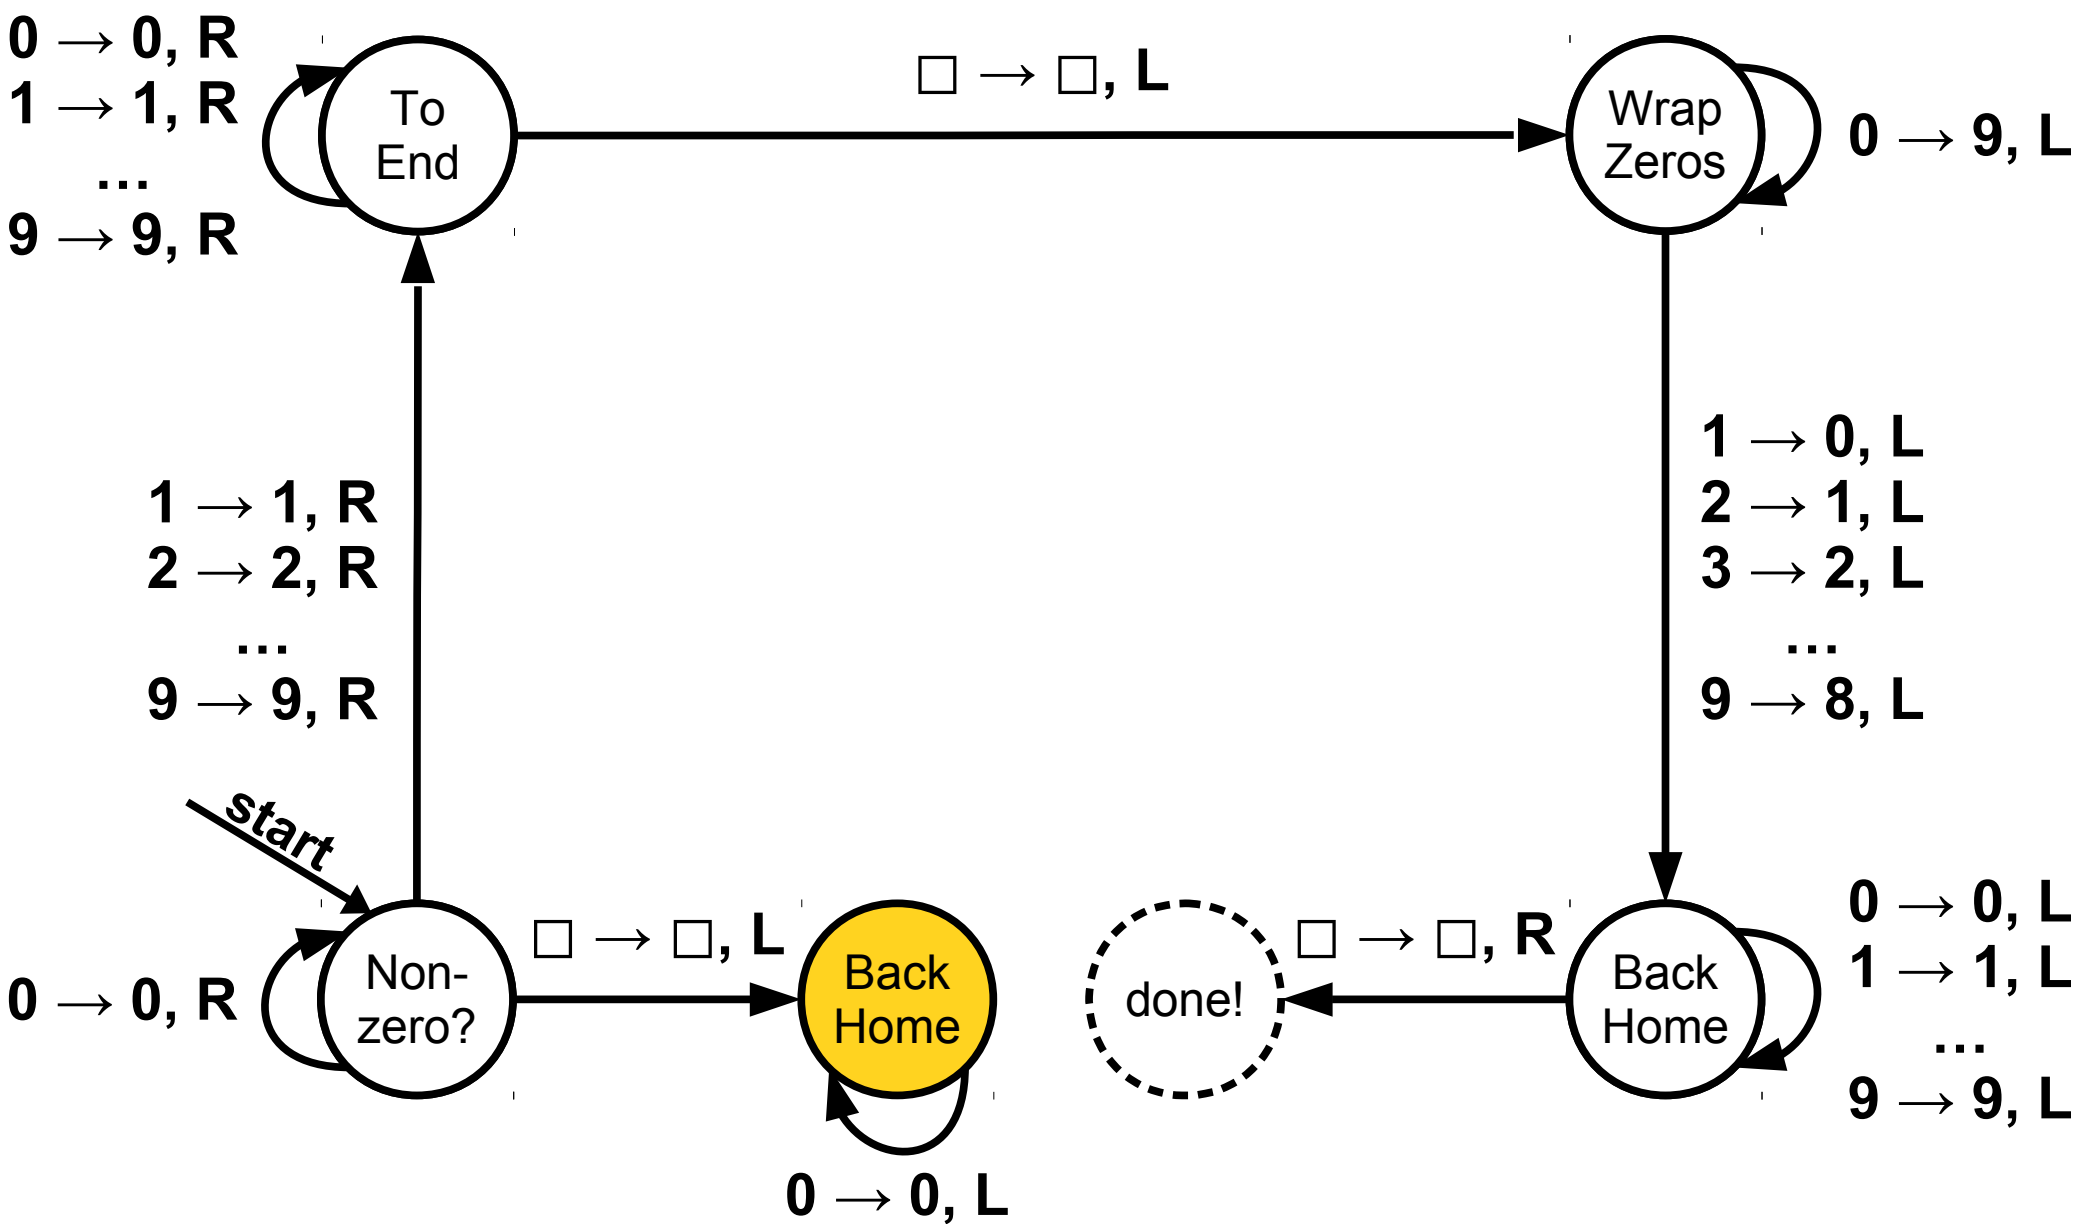 0 → 0, R
1 → 1, R
...
9 → 9, R
To
End
□ → □, L
Wrap
Zeros
0 → 9, L
1 → 1, R
2 → 2, R
...
9 → 9, R
1 → 0, L
2 → 1, L
3 → 2, L
...
9 → 8, L
start
0 → 0, R
Non-
zero?
□ → □, L
Back
Home
0 → 0, L
done!
□ → □, R
Back
Home
0 → 0, L
1 → 1, L
...
9 → 9, L